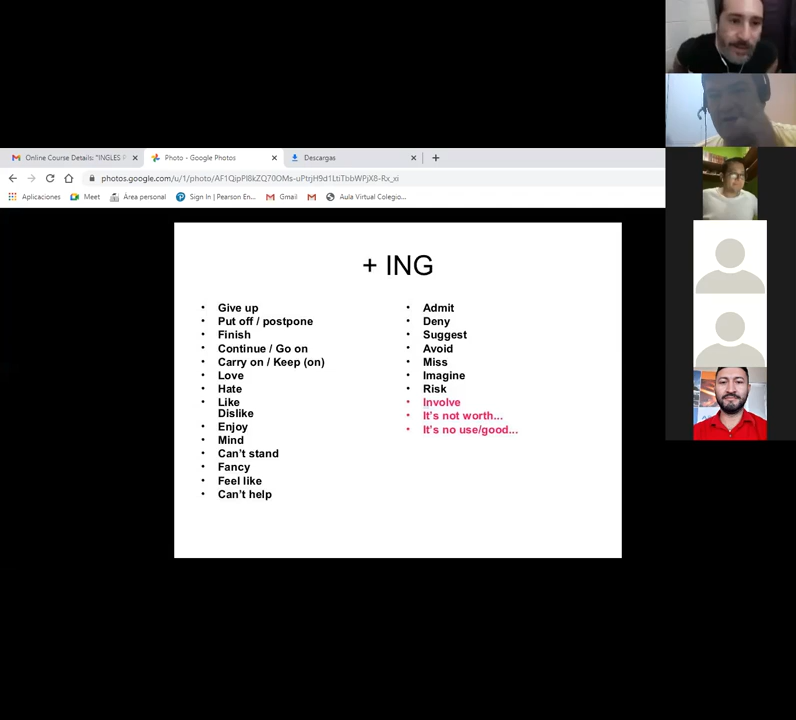 Online Course Details: "INGLES P
Photo - Google Photos
Descargas
photos.google.com/u/1/photo/AF1QipPl8kZQ70OMs-uPtrjH9d1LtiTbbWPjX8-Rx_xi
Aplicaciones
Meet
Área personal
Sign In | Pearson En...
Gmail
Aula Virtual Colegio...
+ ING
• Give up
• Put off / postpone
• Finish
• Continue / Go on
• Carry on / Keep (on)
• Love
• Hate
• Like
Dislike
• Enjoy
• Mind
• Can't stand
• Fancy
• Feel like
• Can't help
• Admit
• Deny
• Suggest
• Avoid
• Miss
• Imagine
• Risk
• Involve
• It's not worth...
• It's no use/good...